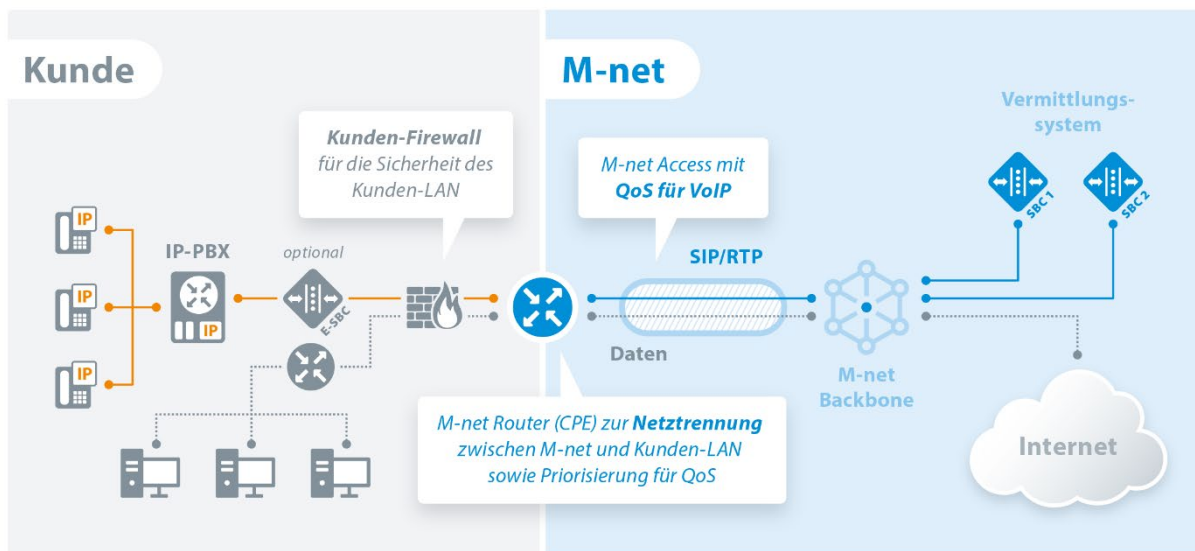 Kunde
M-net
Kunden-Firewall
für die Sicherheit des
Kunden-LAN
M-net Access mit
QoS für VoIP
Vermittlungs-
system
SBC 1
SBC 2
IP
IP
IP
IP-PBX
IP
optional
E-SBC
SIP/RTP
Daten
M-net
Backbone
Internet
M-net Router (CPE) zur Netztrennung
zwischen M-net und Kunden-LAN
sowie Priorisierung für QoS